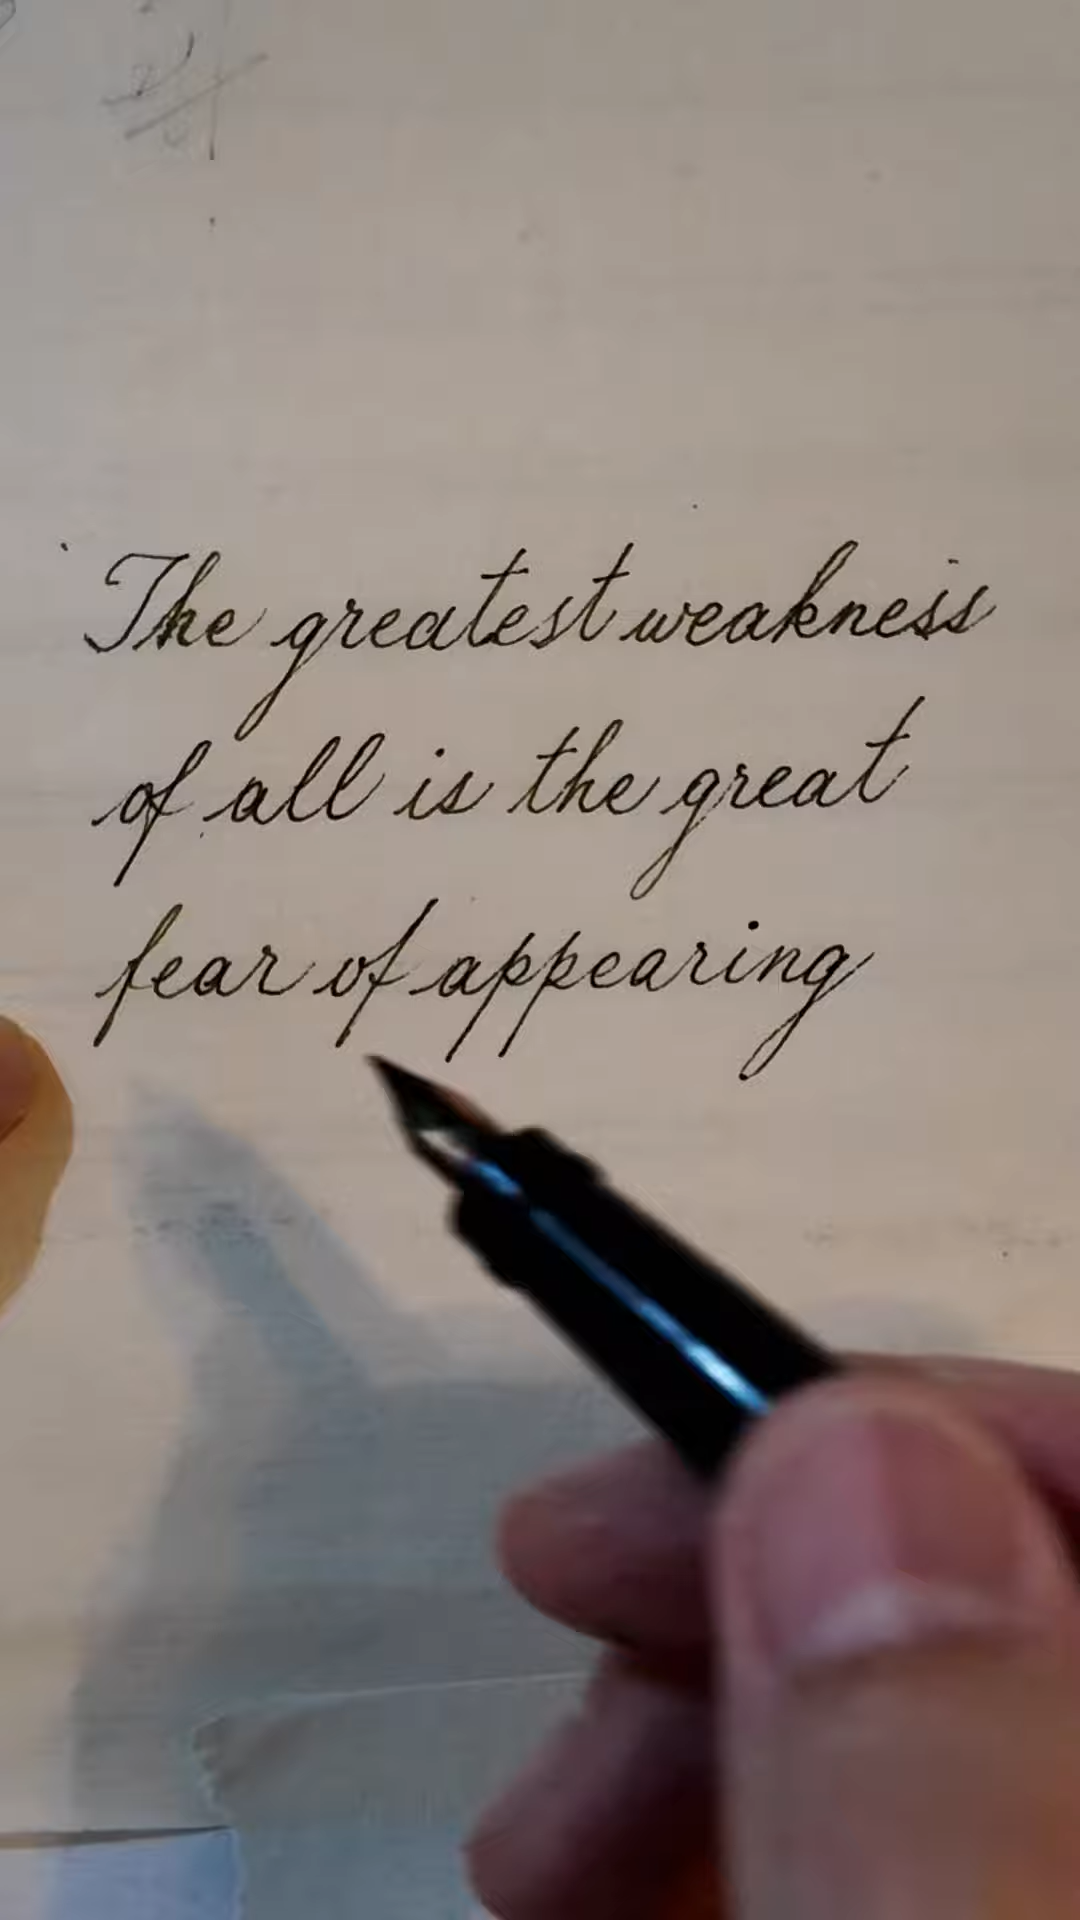 The greatest weakness
of all is the great
fear of appearing